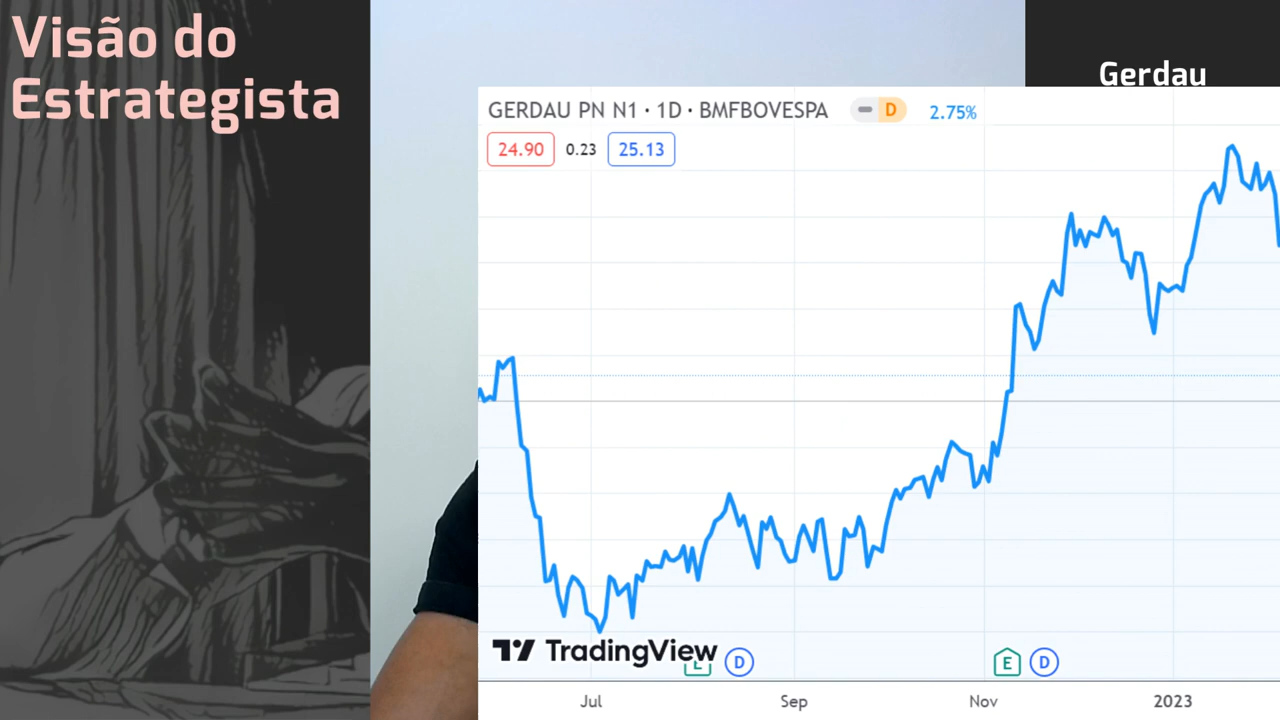 Visão do
Estrategista
Gerdau
GERDAU PN N1 · 1D · BMFBOVESPA D 2.75%
24.90 0.23 25.13
TradingView
E D E D
Jul Sep Nov 2023